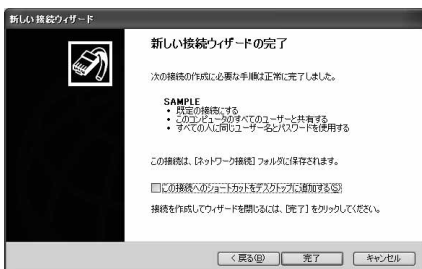 新しい接続ウィザード
新しい接続ウィザードの完了
次の接続の作成に必要な手順は正常に完了しました。
SAMPLE
• 既定の接続にする
• このコンピュータのすべてのユーザーと共有する
• すべての人に同じユーザー名とパスワードを使用する
この接続は、[ネットワーク接続] フォルダに保存されます。
この接続へのショートカットをデスクトップに追加する(S)
接続を作成してウィザードを閉じるには、[完了] をクリックしてください。
< 戻る(B)
完了
キャンセル